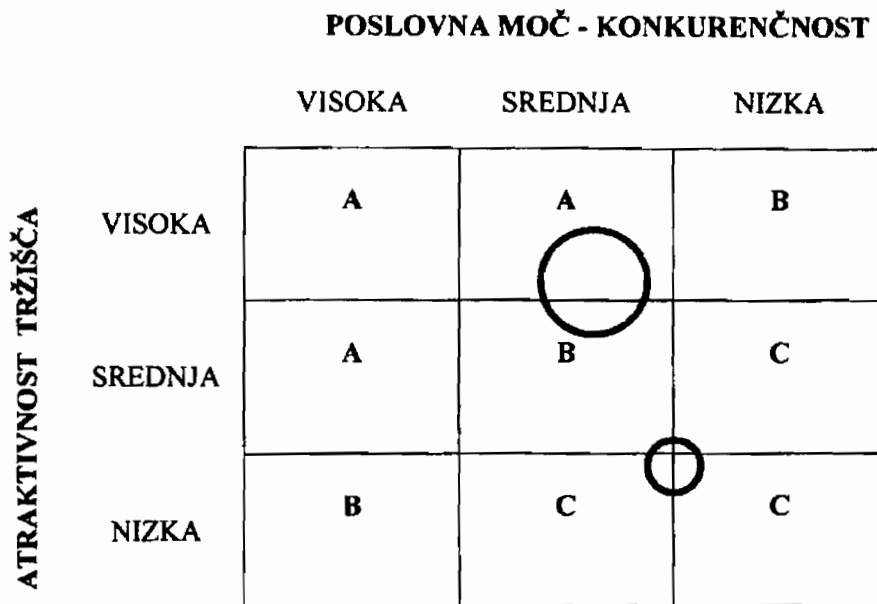 POSLOVNA MOČ - KONKURENČNOST
VISOKA SREDNJA NIZKA
ATRAKTIVNOST TRŽIŠČA
VISOKA A A B
SREDNJA A B C
NIZKA B C C